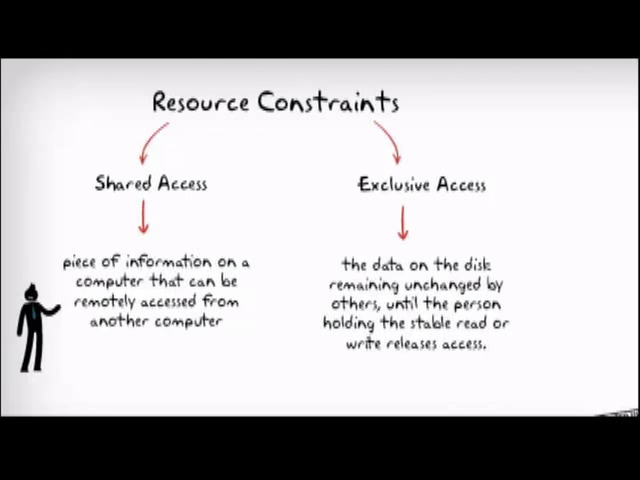 Resource Constraints
Shared Access
Exclusive Access
piece of information on a
computer that can be
remotely accessed from
another computer
the data on the disk
remaining unchanged by
others, until the person
holding the stable read or
write releases access.